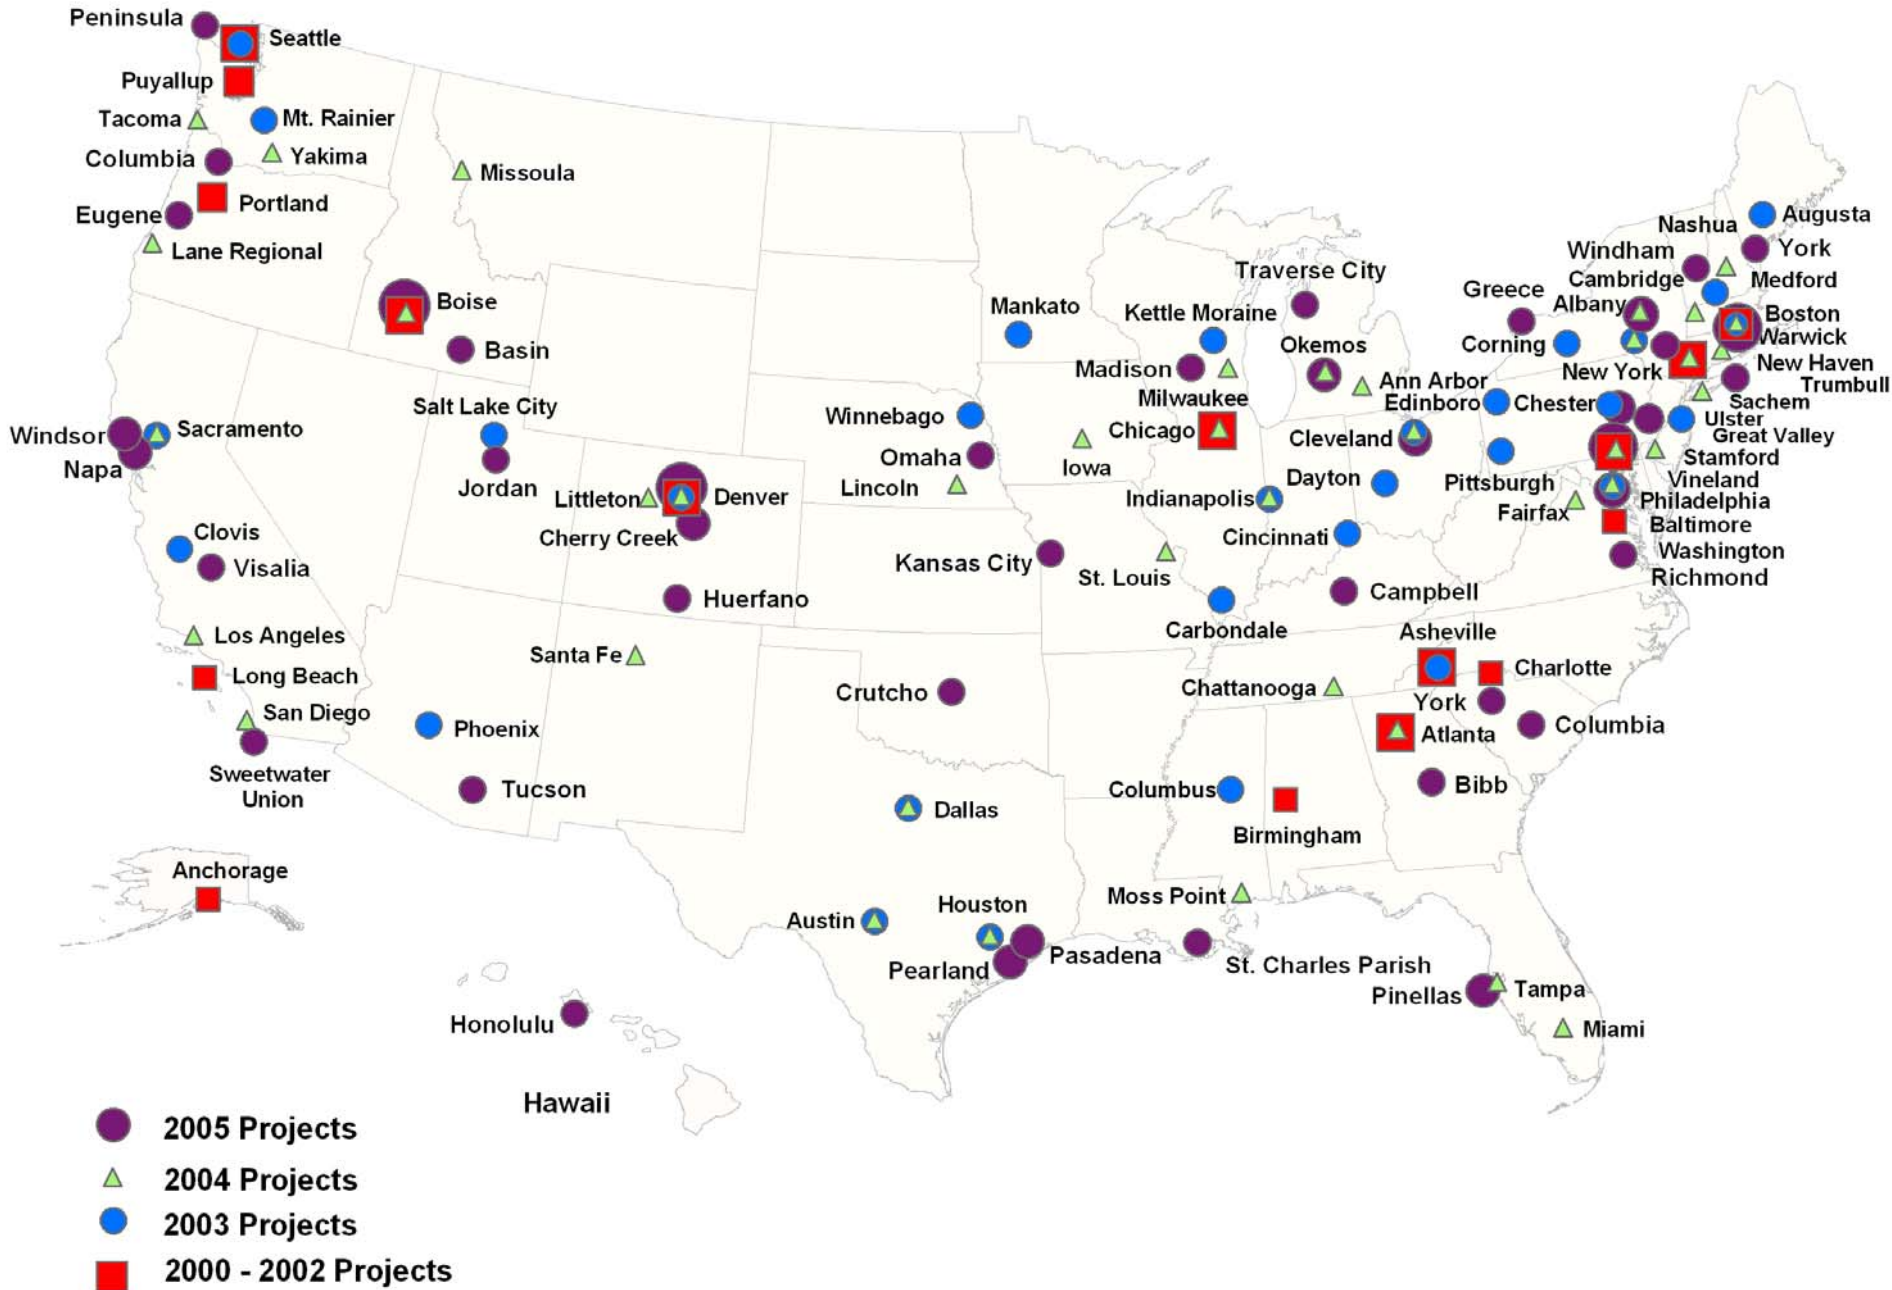 Peninsula
Seattle
Puyallup
Tacoma
Mt. Rainier
Columbia
Yakima
Missoula
Portland
Eugene
Lane Regional
Boise
Basin
Windsor
Sacramento
Napa
Salt Lake City
Jordan
Littleton
Denver
Cherry Creek
Clovis
Visalia
Huerfano
Los Angeles
Long Beach
San Diego
Sweetwater
Union
Santa Fe
Phoenix
Tucson
Anchorage
Honolulu
Hawaii
Mankato
Winnebago
Omaha
Lincoln
Iowa
Kansas City
St. Louis
Crutcho
Dallas
Austin
Houston
Pasadena
Pearland
Traverse City
Kettle Moraine
Okemos
Madison
Milwaukee
Chicago
Ann Arbor
Edinboro
Cleveland
Indianapolis
Dayton
Cincinnati
Carbondale
Campbell
Asheville
Charlotte
Chattanooga
York
Columbia
Atlanta
Bibb
Columbus
Birmingham
Moss Point
St. Charles Parish
Pinellas
Tampa
Miami
Nashua
Augusta
Windham
York
Cambridge
Medford
Greece
Albany
Boston
Corning
Warwick
New York
New Haven
Trumbull
Chester
Sachem
Ulster
Great Valley
Stamford
Pittsburgh
Vineland
Fairfax
Philadelphia
Baltimore
Washington
Richmond
2005 Projects
2004 Projects
2003 Projects
2000 - 2002 Projects